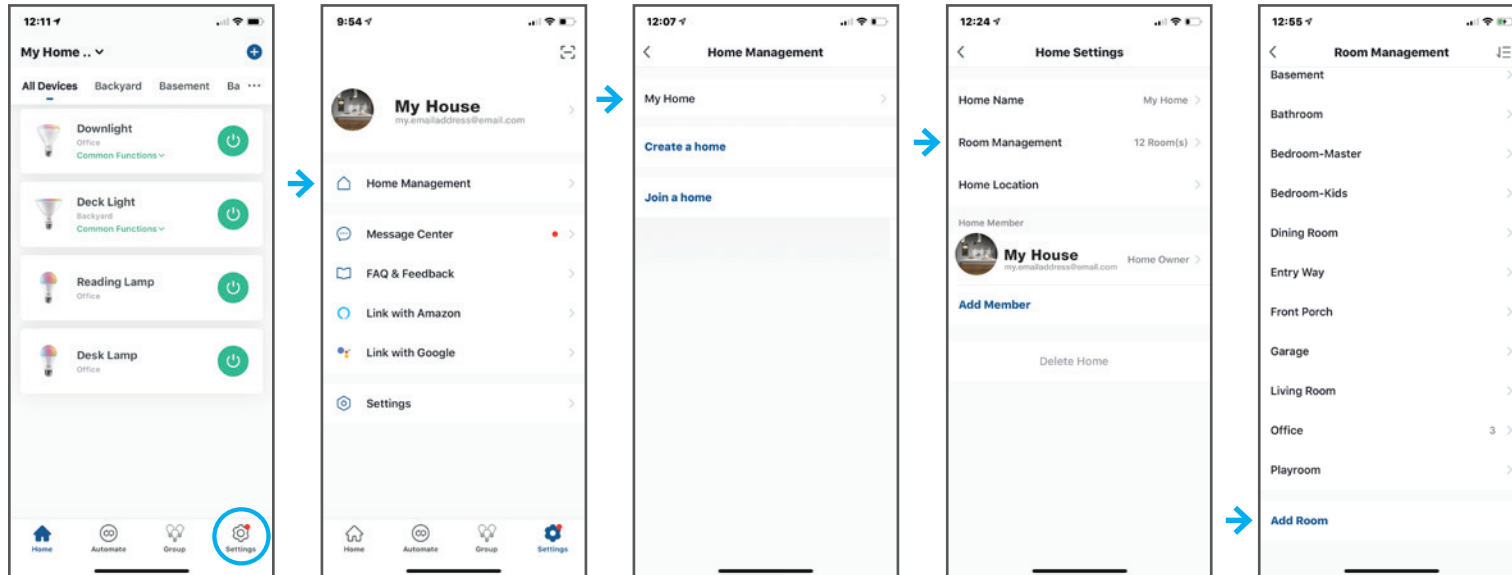 12:11
My Home ..
All Devices Backyard Basement Ba ...
Downlight
Office
Common Functions
Deck Light
Backyard
Common Functions
Reading Lamp
Office
Desk Lamp
Office
Home Automate Group Settings
9:54
My House
my.emailaddress@email.com
Home Management
Message Center
FAQ & Feedback
Link with Amazon
Link with Google
Settings
Home Automate Group Settings
12:07
Home Management
My Home
Create a home
Join a home
12:24
Home Settings
Home Name My Home
Room Management 12 Room(s)
Home Location
Home Member
My House
my.emailaddress@email.com
Home Owner
Add Member
Delete Home
12:55
Room Management
Basement
Bathroom
Bedroom-Master
Bedroom-Kids
Dining Room
Entry Way
Front Porch
Garage
Living Room
Office 3
Playroom
Add Room